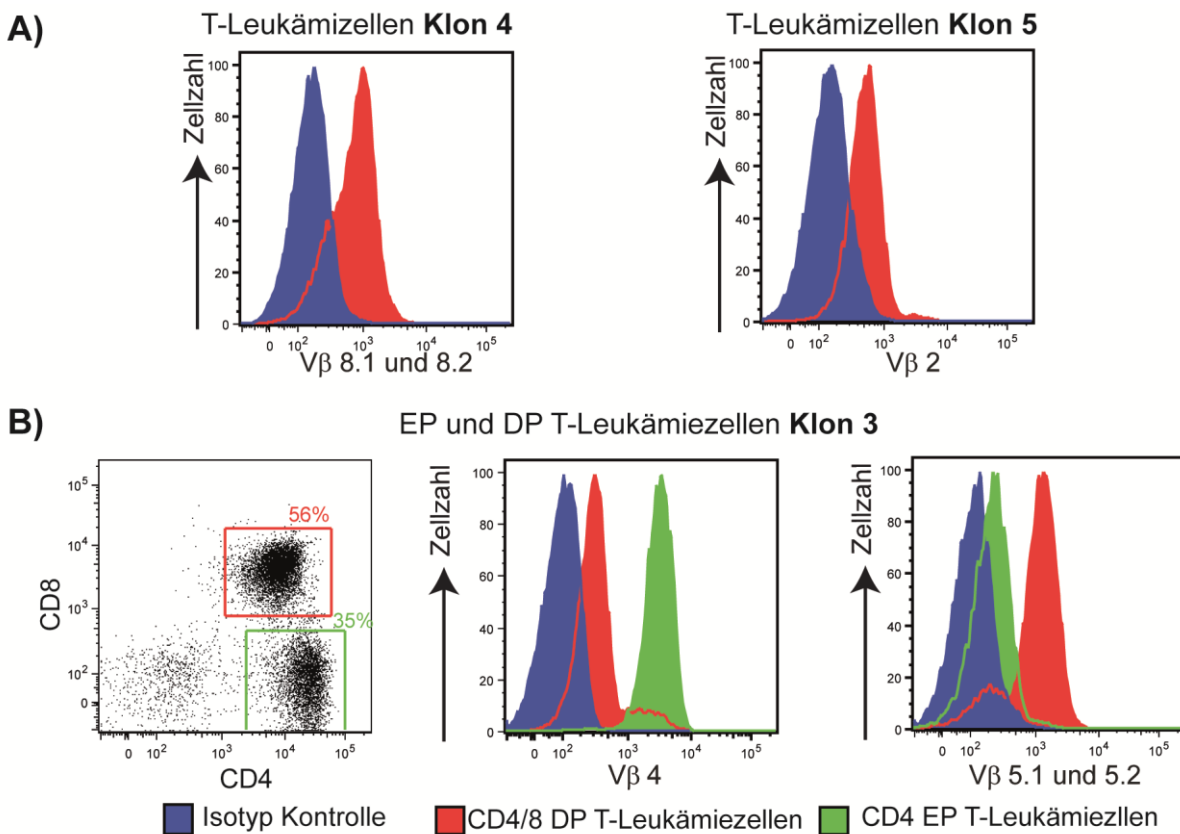 A)
T-Leukämizellen Klon 4
T-Leukämizellen Klon 5
Zellzahl
100
80
60
40
20
0
0 10² 10³ 10⁴ 10⁵
Vβ 8.1 und 8.2
Zellzahl
100
80
60
40
20
0
0 10² 10³ 10⁴ 10⁵
Vβ 2
B)
EP und DP T-Leukämiezellen Klon 3
CD8
10⁵
10⁴
10³
10²
0
56%
35%
0 10² 10³ 10⁴ 10⁵
CD4
Zellzahl
100
80
60
40
20
0
0 10² 10³ 10⁴ 10⁵
Vβ 4
Zellzahl
100
80
60
40
20
0
0 10² 10³ 10⁴ 10⁵
Vβ 5.1 und 5.2
Isotyp Kontrolle
CD4/8 DP T-Leukämiezellen
CD4 EP T-Leukämiezllen